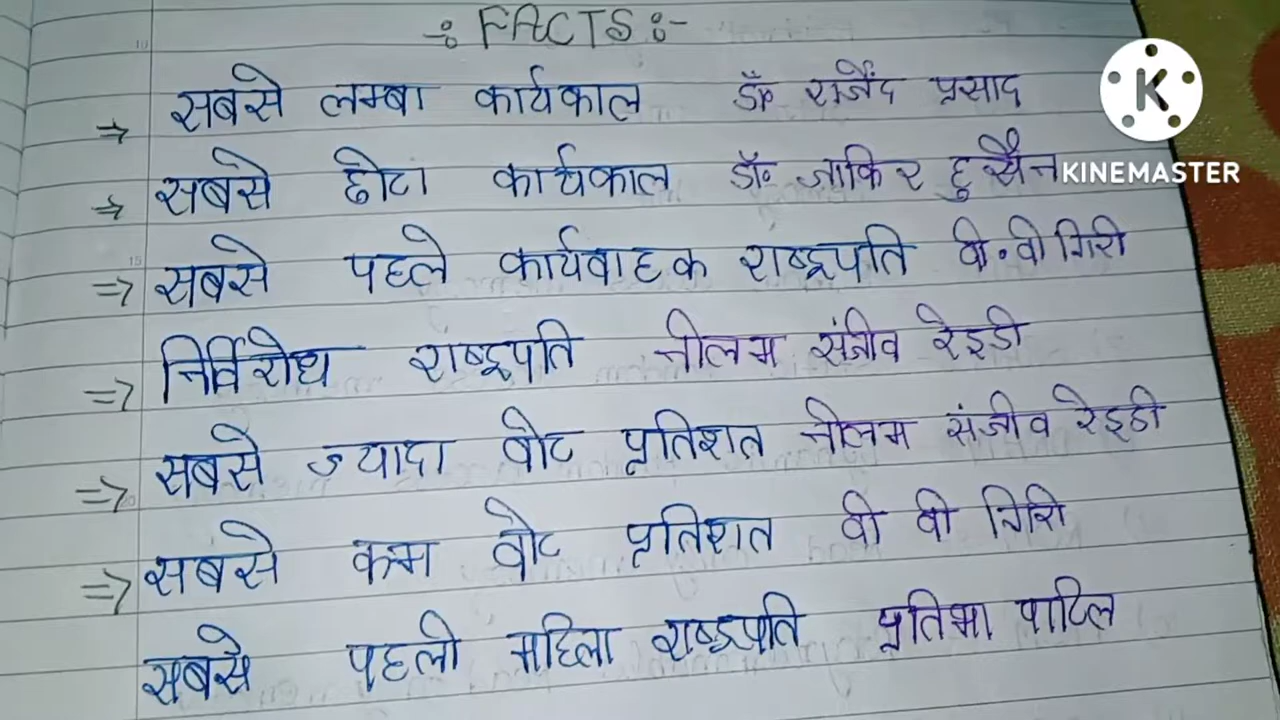 -: FACTS :-
⇒ सबसे लम्बा कार्यकाल डॉ॰ राजेंद प्रसाद
⇒ सबसे छोटा कार्यकाल डॉ॰ जाकिर हुसैन
⇒ सबसे पहले कार्यवाहक राष्ट्रपति वी.वी गिरी
⇒ निर्विरोध राष्ट्रपति नीलम संजीव रेड्डी
⇒ सबसे ज्यादा वोट प्रतिशत नीलम संजीव रेड्डी
⇒ सबसे कम वोट प्रतिशत वी वी गिरि
सबसे पहली महिला राष्ट्रपति प्रतिभा पाटिल
K
KINEMASTER